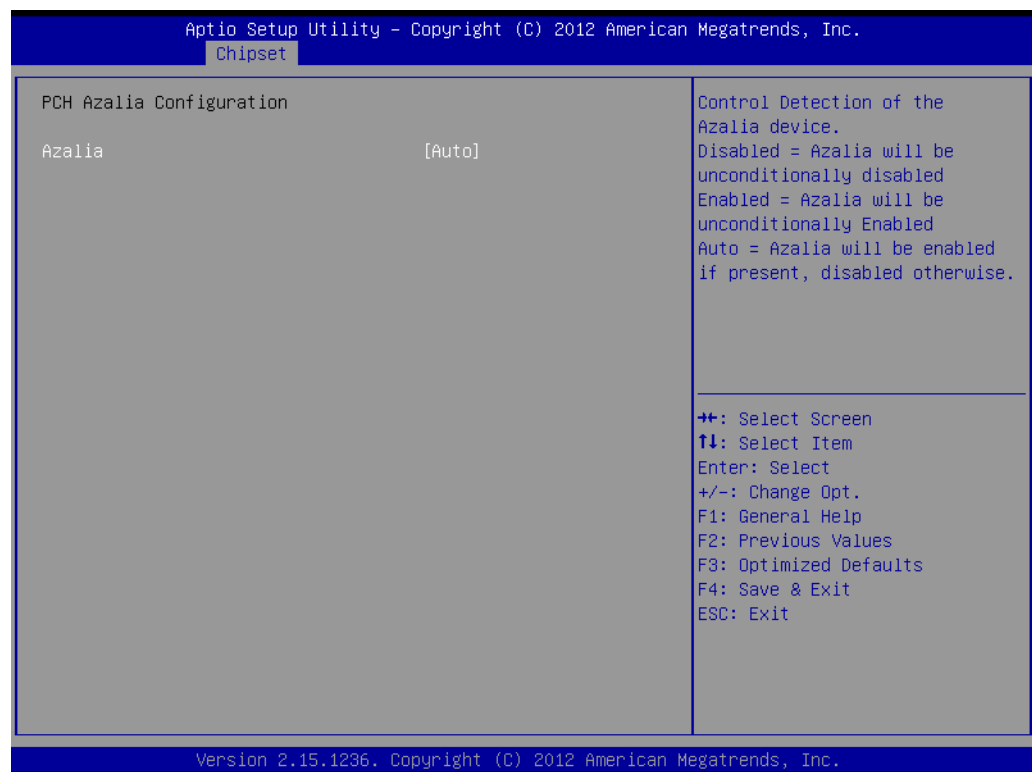 Aptio Setup Utility – Copyright (C) 2012 American Megatrends, Inc.
Chipset
PCH Azalia Configuration
Azalia [Auto]
Control Detection of the
Azalia device.
Disabled = Azalia will be
unconditionally disabled
Enabled = Azalia will be
unconditionally Enabled
Auto = Azalia will be enabled
if present, disabled otherwise.
→←: Select Screen
↑↓: Select Item
Enter: Select
+/-: Change Opt.
F1: General Help
F2: Previous Values
F3: Optimized Defaults
F4: Save & Exit
ESC: Exit
Version 2.15.1236. Copyright (C) 2012 American Megatrends, Inc.